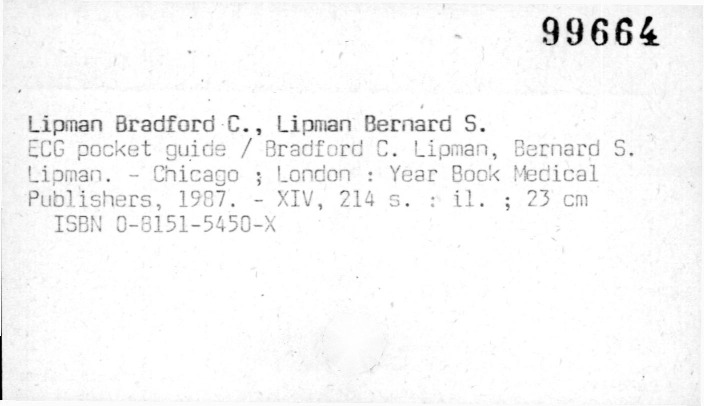 99664
Lipman Bradford C., Lipman Bernard S.
ECG pocket guide / Bradford C. Lipman, Bernard S.
Lipman. - Chicago ; London : Year Book Medical
Publishers, 1987. - XIV, 214 s. : il. ; 23 cm
ISBN 0-8151-5450-X